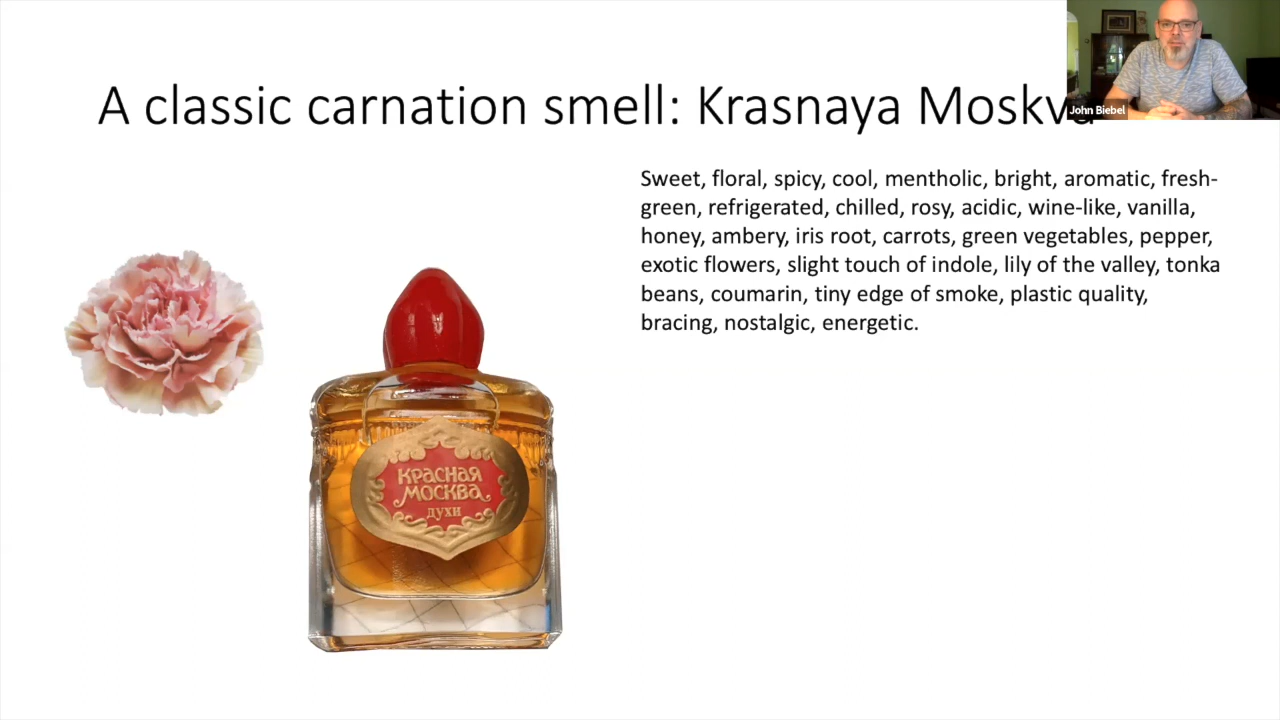 A classic carnation smell: Krasnaya Moskva
John Biebel
Sweet, floral, spicy, cool, mentholic, bright, aromatic, fresh-
green, refrigerated, chilled, rosy, acidic, wine-like, vanilla,
honey, ambery, iris root, carrots, green vegetables, pepper,
exotic flowers, slight touch of indole, lily of the valley, tonka
beans, coumarin, tiny edge of smoke, plastic quality,
bracing, nostalgic, energetic.
КРАСНАЯ
МОСКВА
ДУХИ